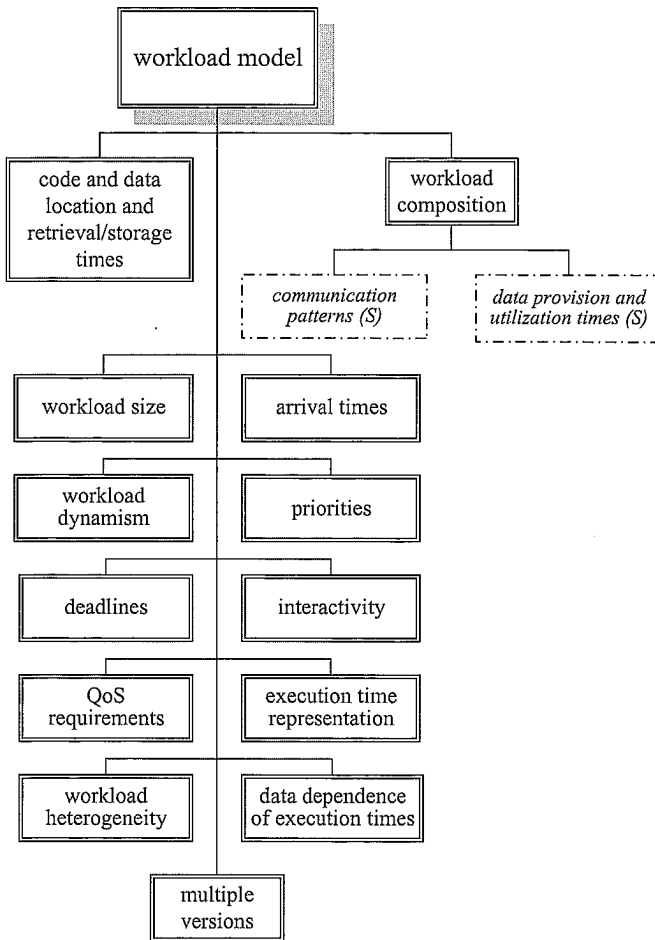 workload model
code and data
location and
retrieval/storage
times
workload
composition
communication
patterns (S)
data provision and
utilization times (S)
workload size
arrival times
workload
dynamism
priorities
deadlines
interactivity
QoS
requirements
execution time
representation
workload
heterogeneity
data dependence
of execution times
multiple
versions